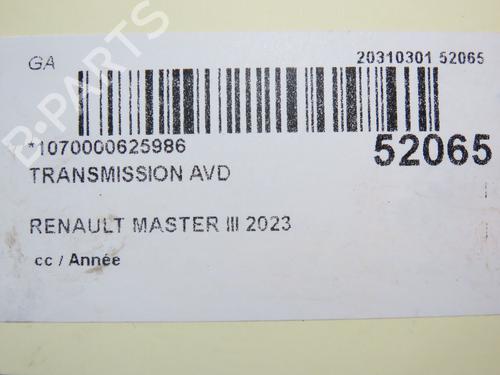 GA 20310301 52065
*1070000625986 52065
TRANSMISSION AVD
RENAULT MASTER III 2023
cc / Année
B-PARTS